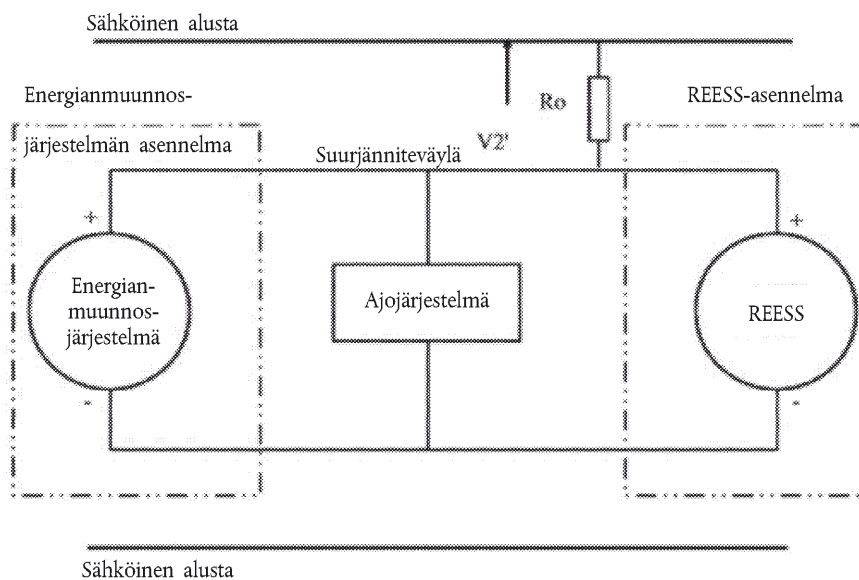 Sähköinen alusta
Energianmuunnos-
järjestelmän asennelma
Ro
REESS-asennelma
V2'
Suurjänniteväylä
+
+
Energian-
muunnos-
järjestelmä
Ajojärjestelmä
REESS
-
-
Sähköinen alusta